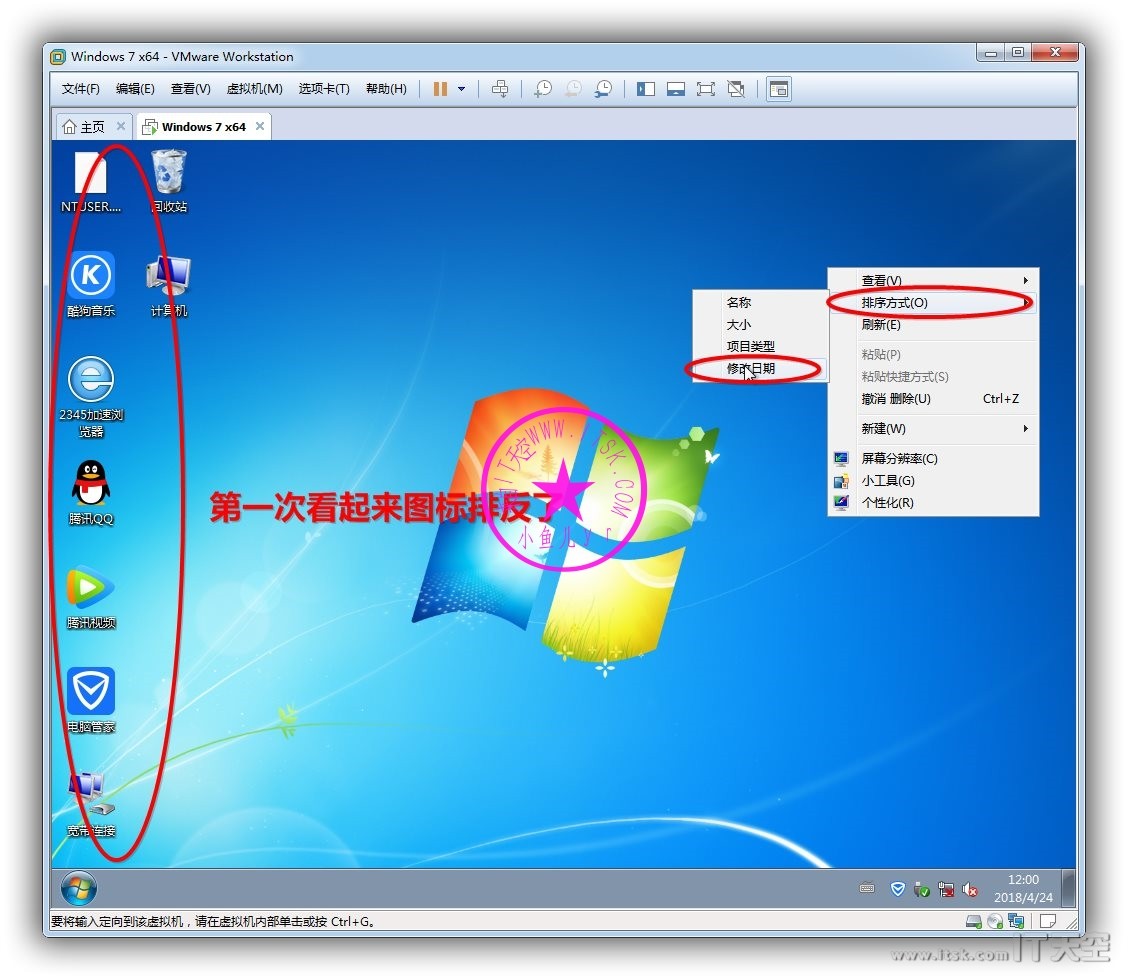 Windows 7 x64 - VMware Workstation
文件(F) 编辑(E) 查看(V) 虚拟机(M) 选项卡(T) 帮助(H)
主页 Windows 7 x64
NTUSER.... 回收站
酷狗音乐 计算机
2345加速浏
览器
腾讯QQ
腾讯视频
电脑管家
宽带连接
查看(V)
排序方式(O)
刷新(E)
粘贴(P)
粘贴快捷方式(S)
撤消 删除(U) Ctrl+Z
新建(W)
屏幕分辨率(C)
小工具(G)
个性化(R)
名称
大小
项目类型
修改日期
第一次看起来图标排反了
IT天空WWW.ITSK.COM
小鱼儿yr
12:00
2018/4/24
要将输入定向到该虚拟机，请在虚拟机内部单击或按 Ctrl+G。
www.itsk.com IT天空